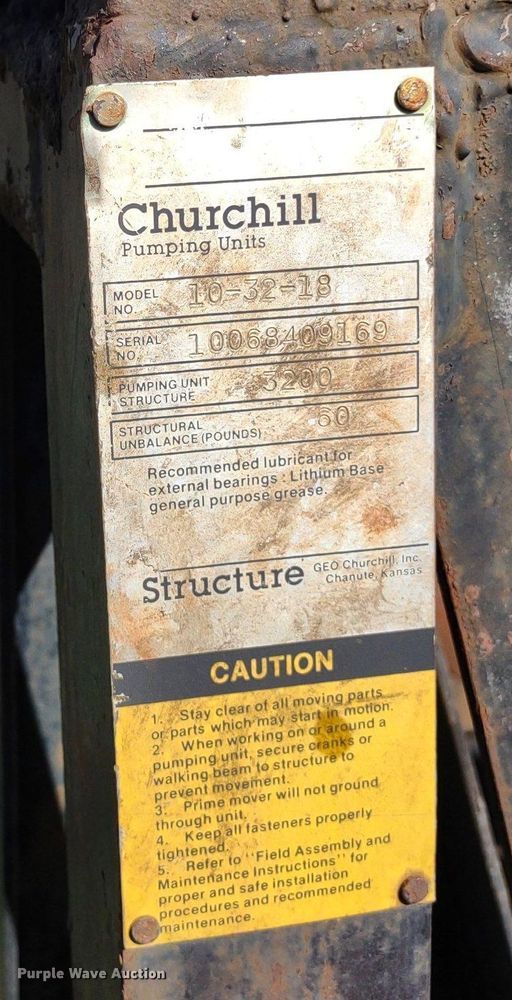 Churchill
Pumping Units
MODEL NO. 10-32-18
SERIAL NO. 10068409169
PUMPING UNIT STRUCTURE 3200
STRUCTURAL UNBALANCE (POUNDS) 60
Recommended lubricant for
external bearings : Lithium Base
general purpose grease.
Structure
GEO Churchill, Inc.
Chanute, Kansas
CAUTION
1. Stay clear of all moving parts
or parts which may start in motion.
2. When working on or around a
pumping unit, secure cranks or
walking beam to structure to
prevent movement.
3. Prime mover will not ground
through unit.
4. Keep all fasteners properly
tightened.
5. Refer to "Field Assembly and
Maintenance Instructions" for
proper and safe installation
procedures and recommended
maintenance.
Purple Wave Auction